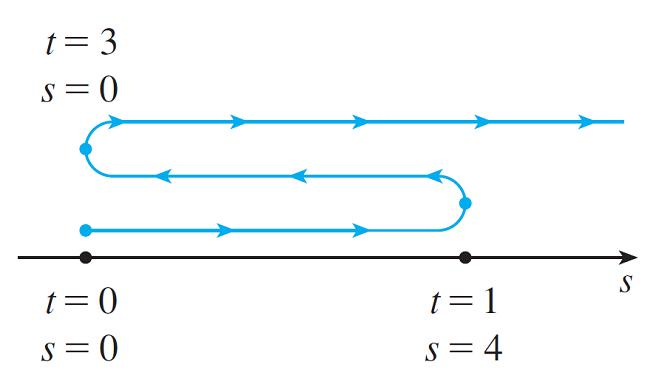 t = 3
s = 0
s
t = 0
s = 0
t = 1
s = 4